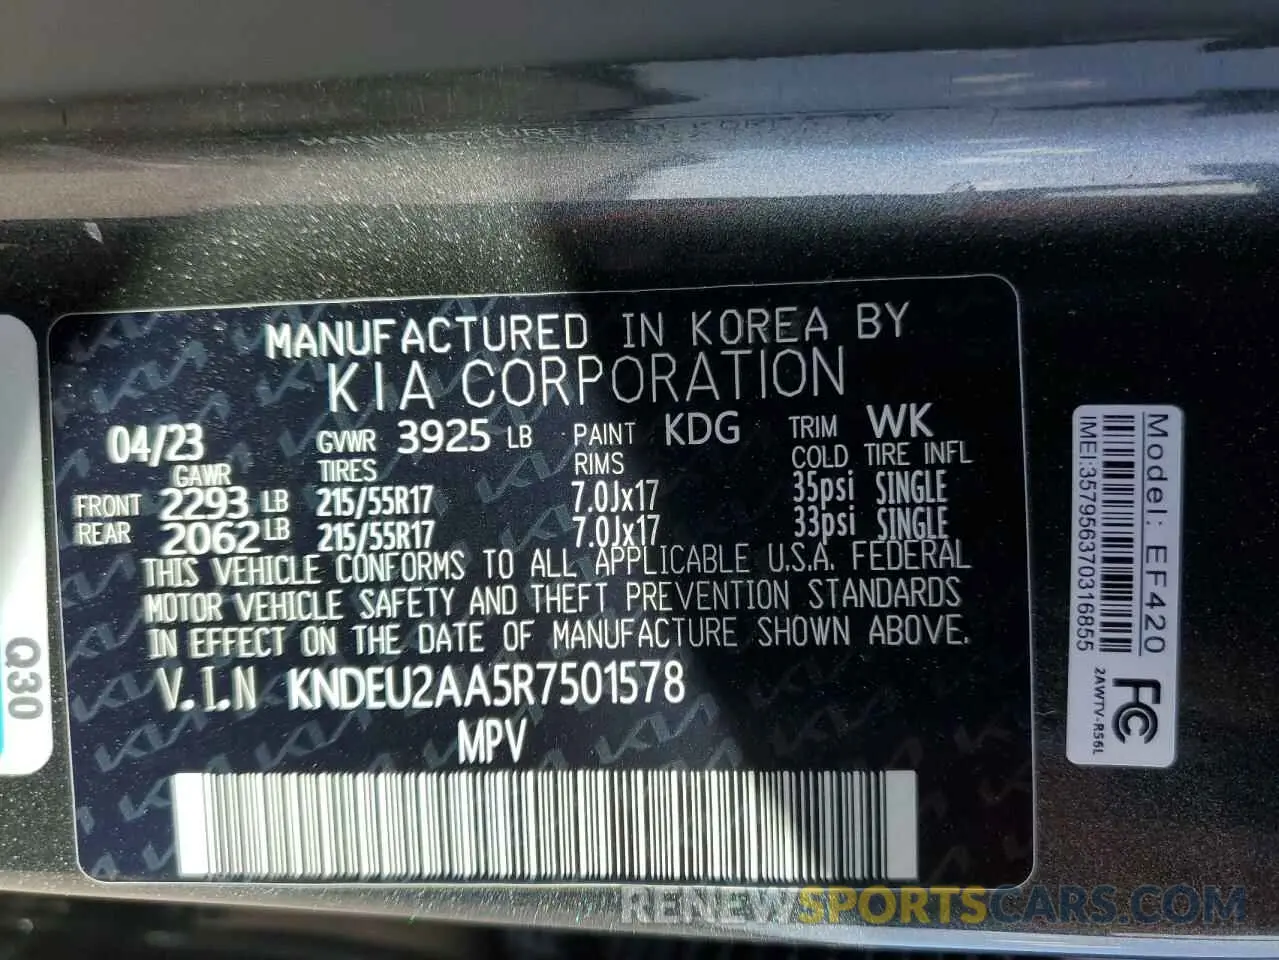 MANUFACTURED IN KOREA BY
KIA CORPORATION
04/23 GVWR 3925 LB PAINT KDG TRIM WK
GAWR TIRES RIMS COLD TIRE INFL
FRONT 2293 LB 215/55R17 7.0Jx17 35psi SINGLE
REAR 2062 LB 215/55R17 7.0Jx17 33psi SINGLE
THIS VEHICLE CONFORMS TO ALL APPLICABLE U.S.A. FEDERAL
MOTOR VEHICLE SAFETY AND THEFT PREVENTION STANDARDS
IN EFFECT ON THE DATE OF MANUFACTURE SHOWN ABOVE.
V.I.N KNDEU2AA5R7501578
MPV
Q30
Model: EF420
IMEI:357956370316855
2AWTV-R56L
FC
RENEWSPORTSCARS.COM